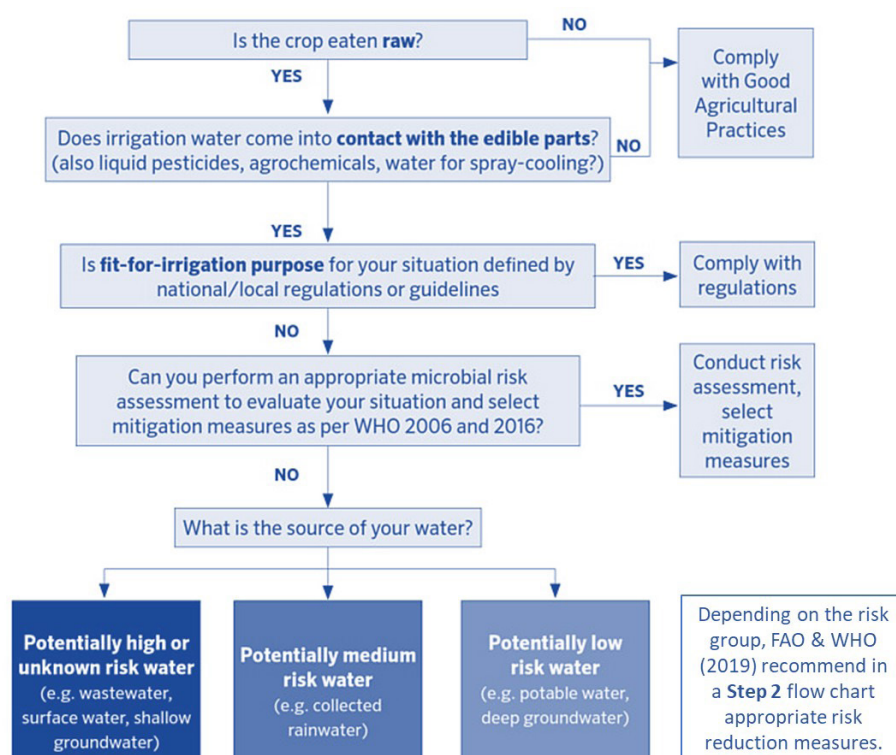 Is the crop eaten raw?
NO
YES
Comply
with Good
Agricultural
Practices
Does irrigation water come into contact with the edible parts?
(also liquid pesticides, agrochemicals, water for spray-cooling?)
NO
YES
Is fit-for-irrigation purpose for your situation defined by
national/local regulations or guidelines
YES
Comply with
regulations
NO
Can you perform an appropriate microbial risk
assessment to evaluate your situation and select
mitigation measures as per WHO 2006 and 2016?
YES
Conduct risk
assessment,
select
mitigation
measures
NO
What is the source of your water?
Potentially high or
unknown risk water
(e.g. wastewater,
surface water, shallow
groundwater)
Potentially medium
risk water
(e.g. collected
rainwater)
Potentially low
risk water
(e.g. potable water,
deep groundwater)
Depending on the risk
group, FAO & WHO
(2019) recommend in
a Step 2 flow chart
appropriate risk
reduction measures.